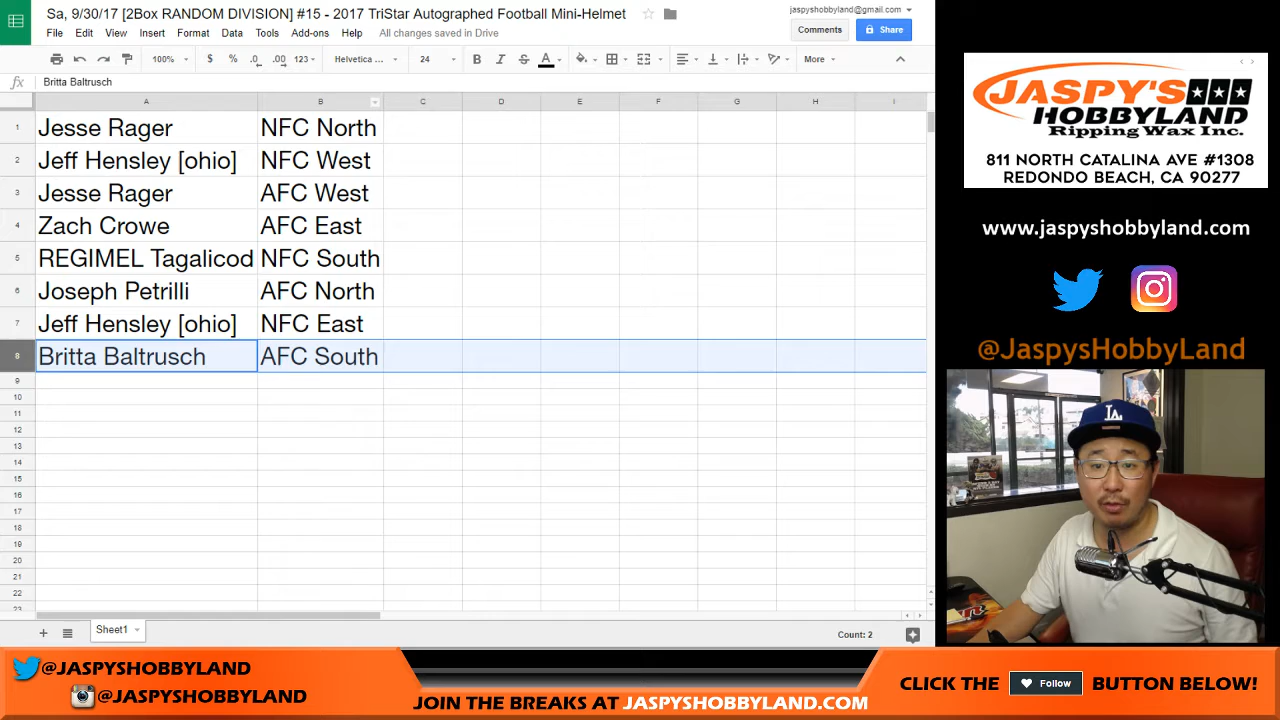 Sa, 9/30/17 [2Box RANDOM DIVISION] #15 - 2017 TriStar Autographed Football Mini-Helmet
jaspyshobbyland@gmail.com
File Edit View Insert Format Data Tools Add-ons Help All changes saved in Drive
Comments Share
100% $ % .0 .00 123 Helvetica ... 24 B I S A More
fx Britta Baltrusch
A B C D E F G H I
1 Jesse Rager NFC North
2 Jeff Hensley [ohio] NFC West
3 Jesse Rager AFC West
4 Zach Crowe AFC East
5 REGIMEL Tagalicod NFC South
6 Joseph Petrilli AFC North
7 Jeff Hensley [ohio] NFC East
8 Britta Baltrusch AFC South
9
10
11
12
13
14
15
16
17
18
19
20
21
22
23
Sheet1
Count: 2
JASPY'S
HOBBYLAND
Ripping Wax Inc.
811 NORTH CATALINA AVE #1308
REDONDO BEACH, CA 90277
www.jaspyshobbyland.com
@JaspysHobbyLand
LA
@JASPYSHOBBYLAND
@JASPYSHOBBYLAND
JOIN THE BREAKS AT JASPYSHOBBYLAND.COM
CLICK THE Follow BUTTON BELOW!